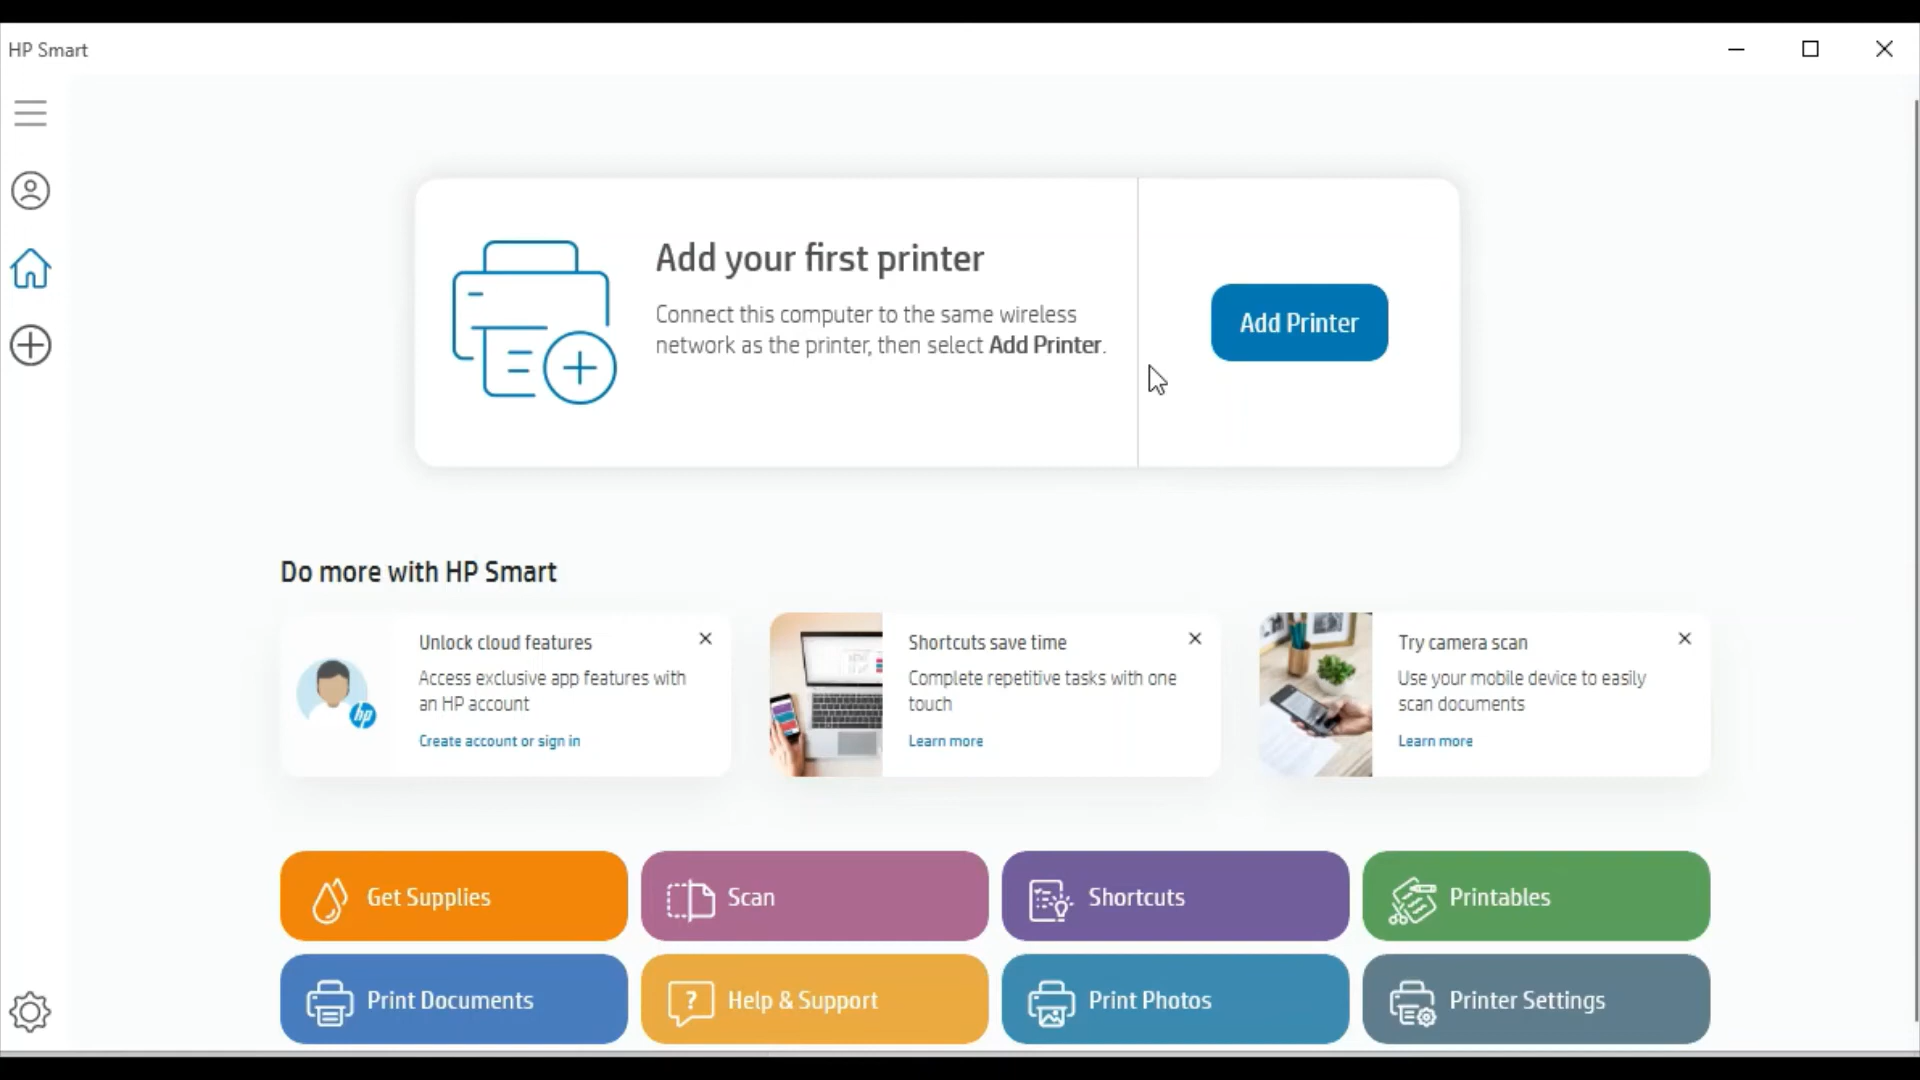 HP Smart
Add your first printer
Connect this computer to the same wireless
network as the printer, then select Add Printer.
Add Printer
Do more with HP Smart
Unlock cloud features
Access exclusive app features with
an HP account
Create account or sign in
hp
Shortcuts save time
Complete repetitive tasks with one
touch
Learn more
Try camera scan
Use your mobile device to easily
scan documents
Learn more
Get Supplies
Scan
Shortcuts
Printables
Print Documents
? Help & Support
Print Photos
Printer Settings